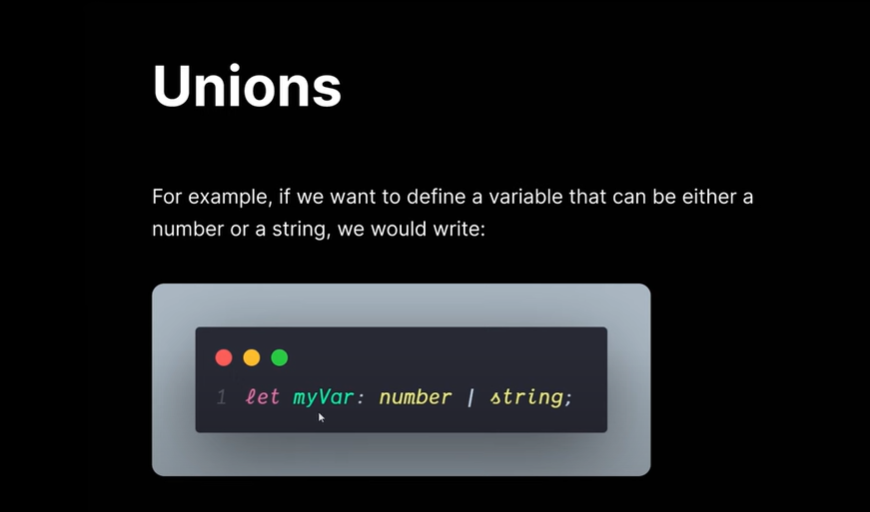 Unions
For example, if we want to define a variable that can be either a
number or a string, we would write:
1 let myVar: number | string;